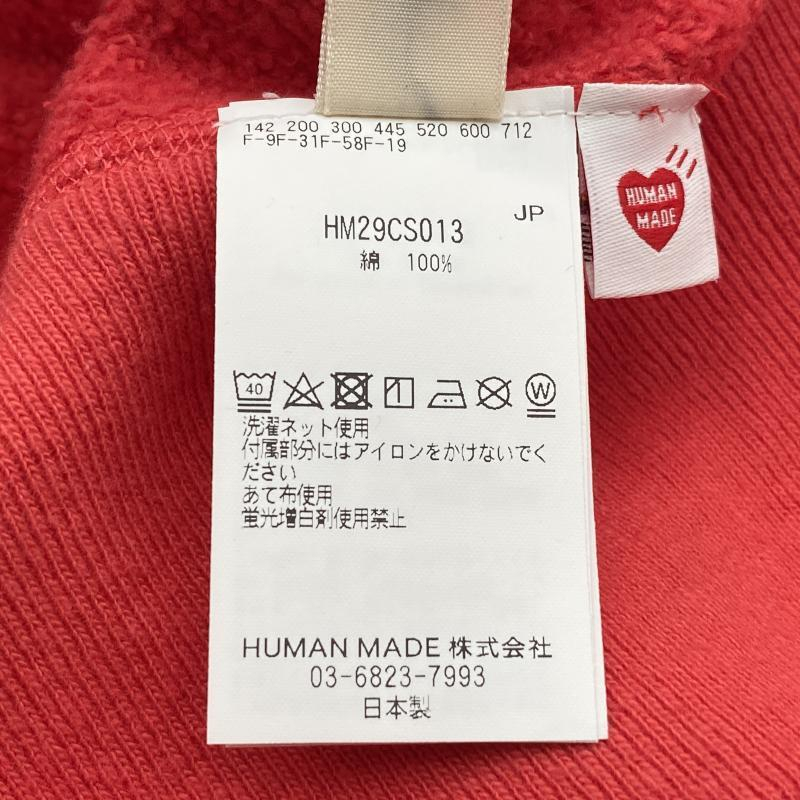 142 200 300 445 520 600 712
F-9F-31F-58F-19
JP
HM29CS013
綿 100%
40
W
洗濯ネット使用
付属部分にはアイロンをかけないでく
ださい
あて布使用
蛍光増白剤使用禁止
HUMAN MADE 株式会社
03-6823-7993
日本製
HUMAN
MADE